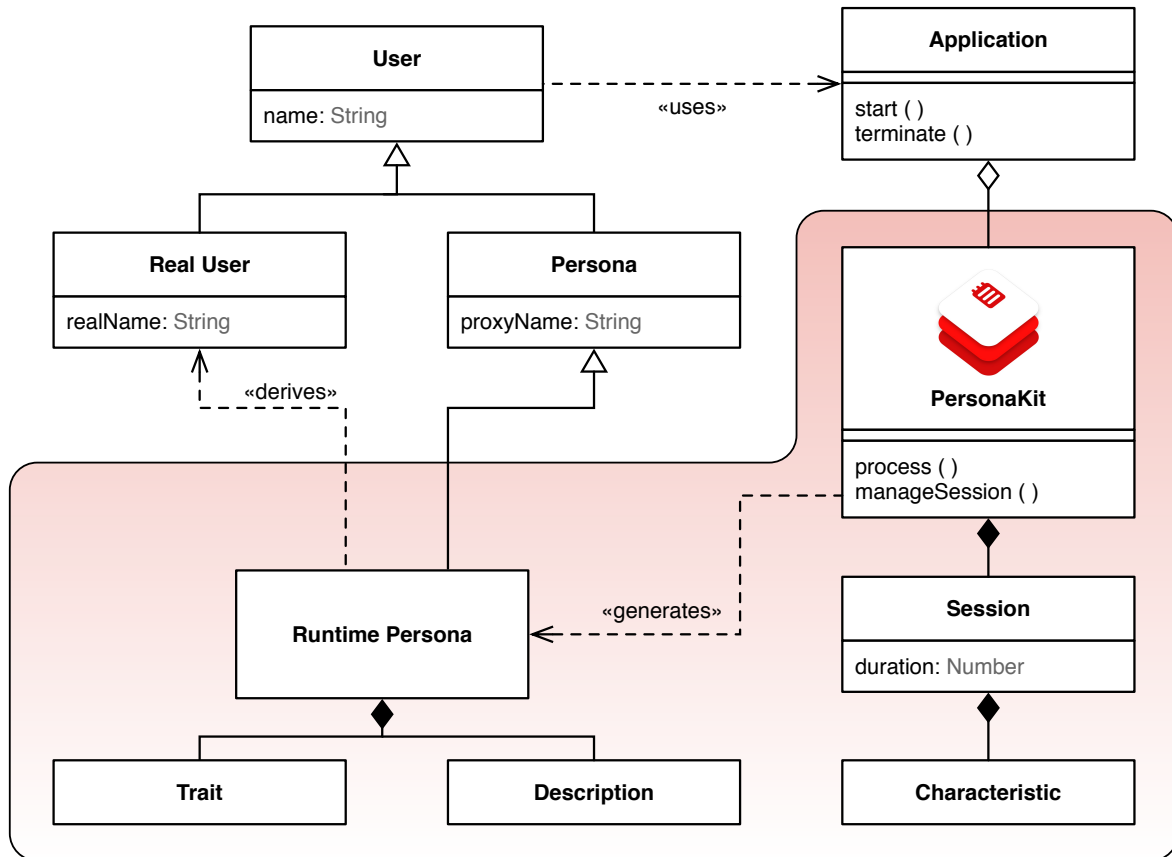 User
name: String
«uses»
Application
start ( )
terminate ( )
Real User
realName: String
Persona
proxyName: String
«derives»
PersonaKit
process ( )
manageSession ( )
Runtime Persona
«generates»
Session
duration: Number
Trait
Description
Characteristic